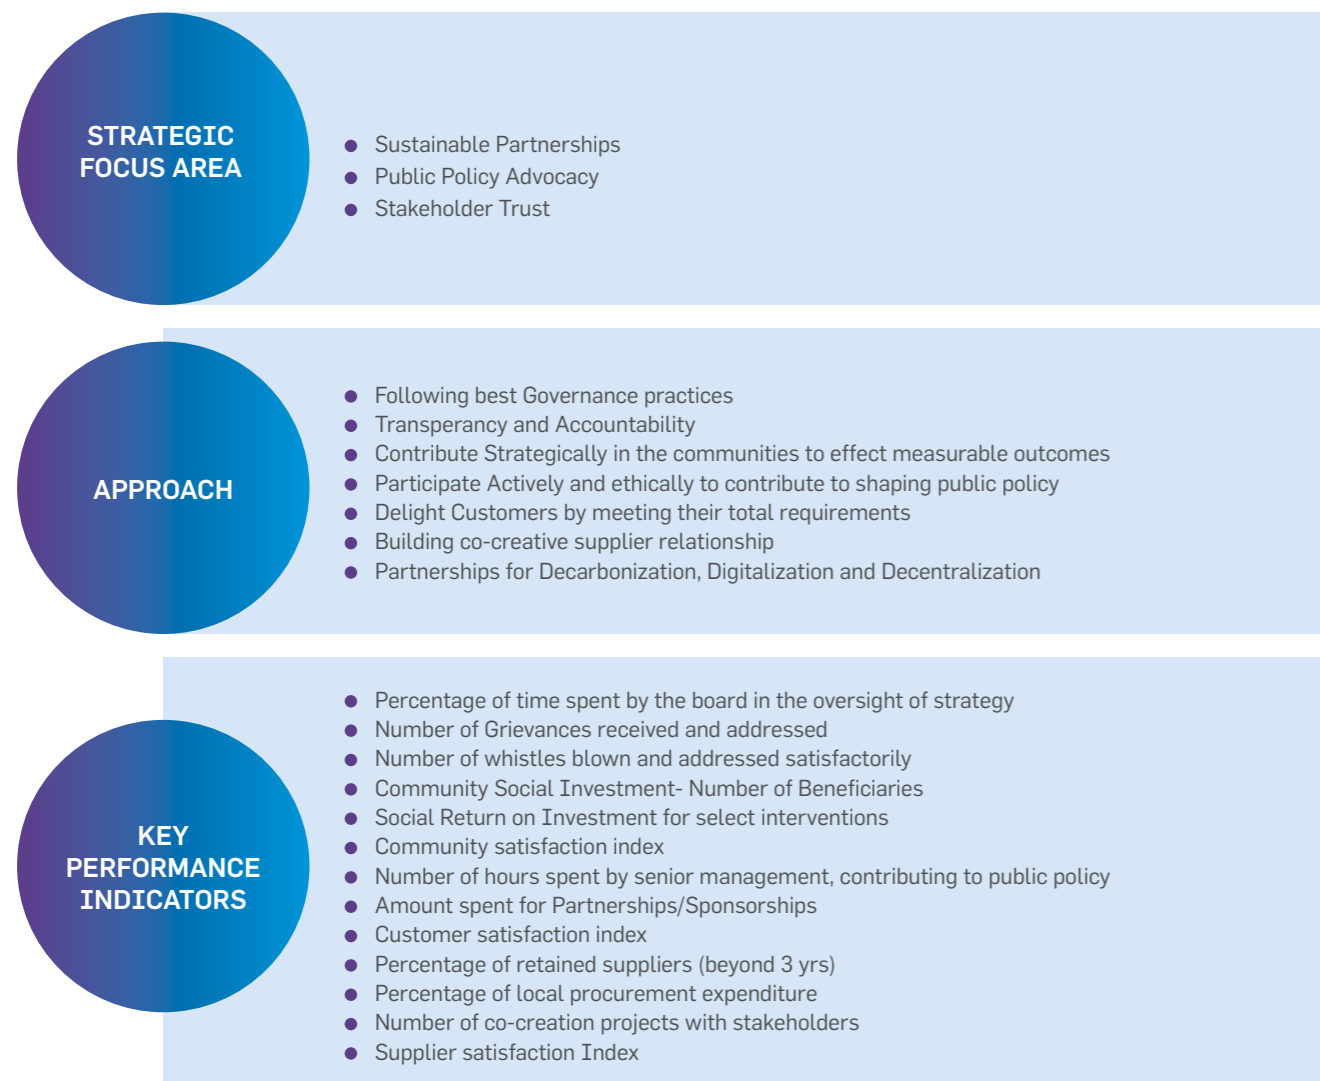 STRATEGIC
FOCUS AREA
● Sustainable Partnerships
● Public Policy Advocacy
● Stakeholder Trust
APPROACH
● Following best Governance practices
● Transperancy and Accountability
● Contribute Strategically in the communities to effect measurable outcomes
● Participate Actively and ethically to contribute to shaping public policy
● Delight Customers by meeting their total requirements
● Building co-creative supplier relationship
● Partnerships for Decarbonization, Digitalization and Decentralization
KEY
PERFORMANCE
INDICATORS
● Percentage of time spent by the board in the oversight of strategy
● Number of Grievances received and addressed
● Number of whistles blown and addressed satisfactorily
● Community Social Investment- Number of Beneficiaries
● Social Return on Investment for select interventions
● Community satisfaction index
● Number of hours spent by senior management, contributing to public policy
● Amount spent for Partnerships/Sponsorships
● Customer satisfaction index
● Percentage of retained suppliers (beyond 3 yrs)
● Percentage of local procurement expenditure
● Number of co-creation projects with stakeholders
● Supplier satisfaction Index